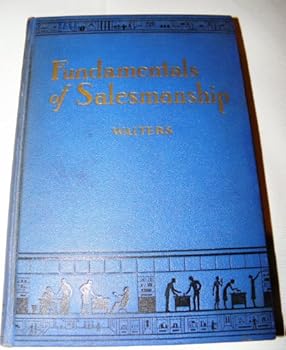 Fundamentals
of Salesmanship
WALTERS